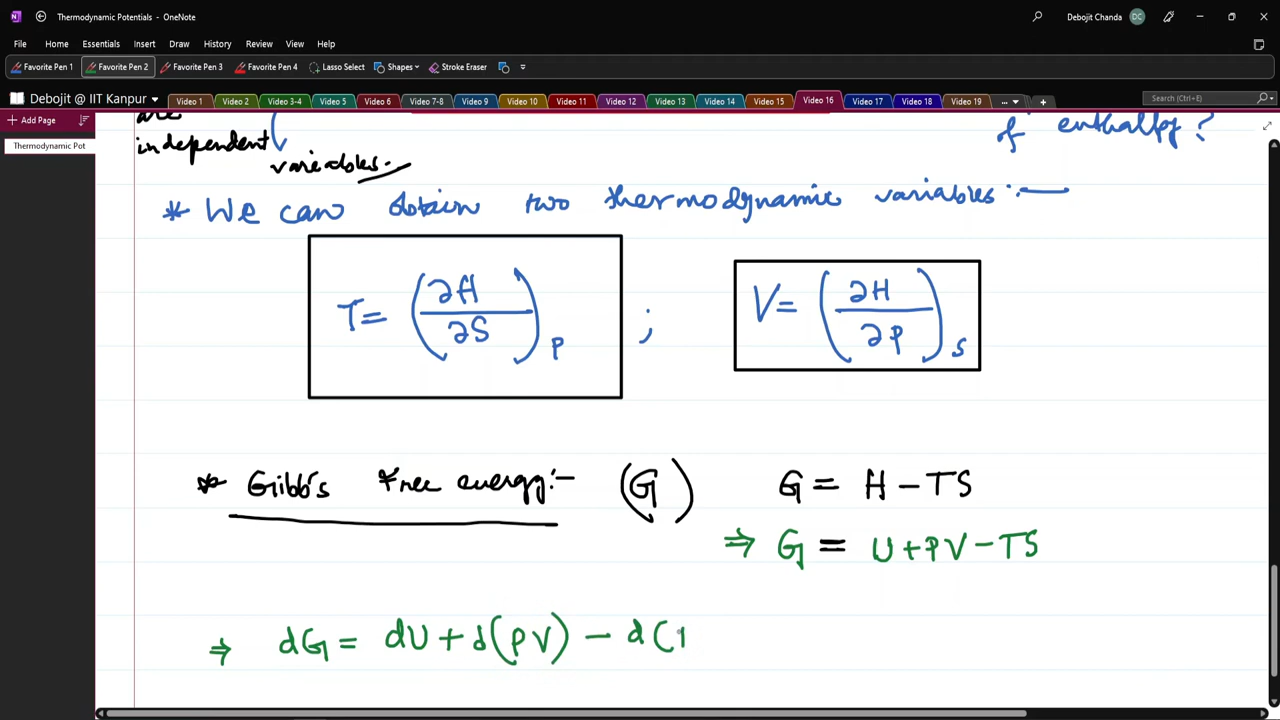 Thermodynamic Potentials - OneNote
Debojit Chanda DC
File Home Essentials Insert Draw History Review View Help
Favorite Pen 1 Favorite Pen 2 Favorite Pen 3 Favorite Pen 4 Lasso Select Shapes Stroke Eraser
Debojit @ IIT Kanpur Video 1 Video 2 Video 3-4 Video 5 Video 6 Video 7-8 Video 9 Video 10 Video 11 Video 12 Video 13 Video 14 Video 15 Video 16 Video 17 Video 18 Video 19 ... + Search (Ctrl+E)
+ Add Page
Thermodynamic Pot
are
independent
variables.
of enthalpy?
* We can obtain two thermodynamic variables:—
T = (∂H/∂S)_P ; V = (∂H/∂P)_S
* Gibb's free energy:— (G) G = H – TS
⇒ G = U + PV – TS
⇒ dG = dU + d(PV) – d(